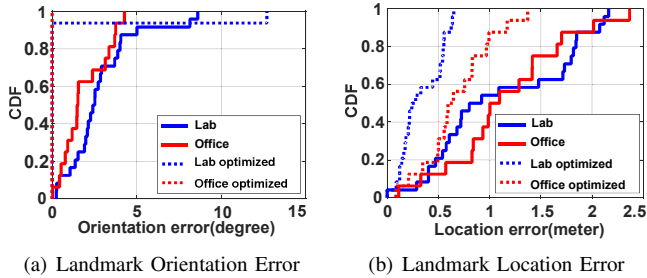 1
0.8
0.6
0.4
0.2
0
CDF
Lab
Office
Lab optimized
Office optimized
0 5 10 15
Orientation error(degree)
(a) Landmark Orientation Error
1
0.8
0.6
0.4
0.2
0
CDF
Lab
Office
Lab optimized
Office optimized
0 0.5 1 1.5 2 2.5
Location error(meter)
(b) Landmark Location Error